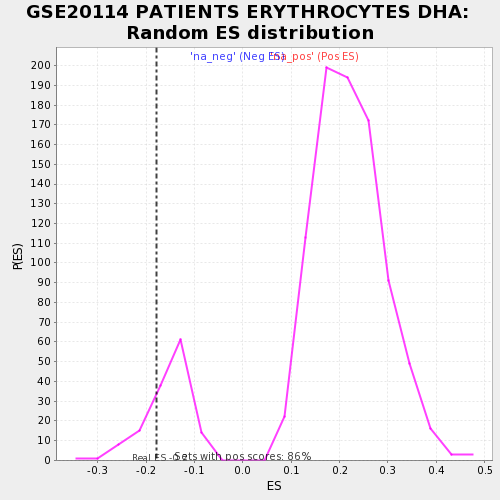 GSE20114 PATIENTS ERYTHROCYTES DHA:
Random ES distribution
'na_neg' (Neg ES) 'na_pos' (Pos ES)
200
190
180
170
160
150
140
130
120
110
100
90
80
70
60
50
40
30
20
10
0
P(ES)
Real ES -0.2
Sets with pos scores: 86%
-0.3 -0.2 -0.1 0.0 0.1 0.2 0.3 0.4 0.5
ES